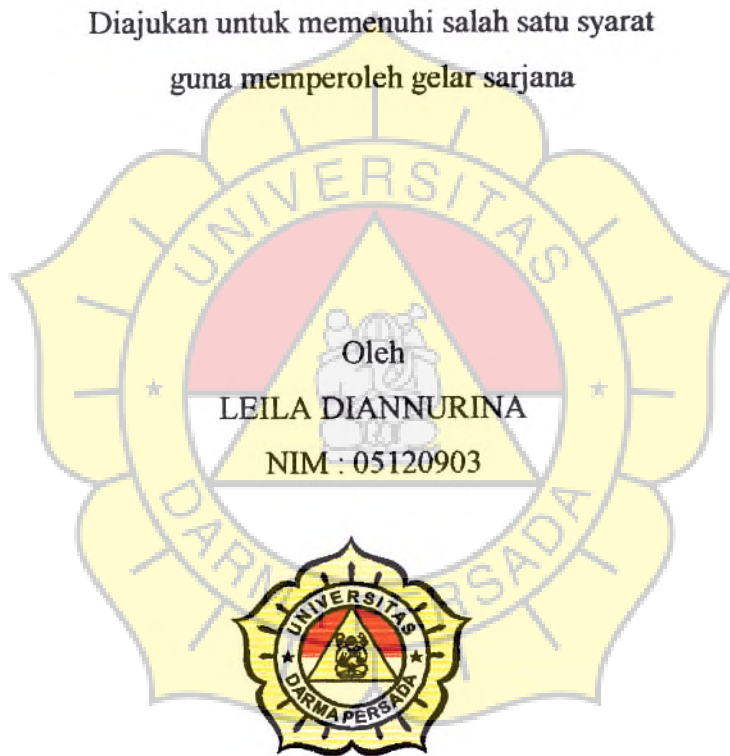 Diajukan untuk memenuhi salah satu syarat
guna memperoleh gelar sarjana
UNIVERSITAS
Oleh
LEILA DIANNURINA
NIM : 05120903
DARMA PERSADA
UNIVERSITAS
DARMA PERSADA